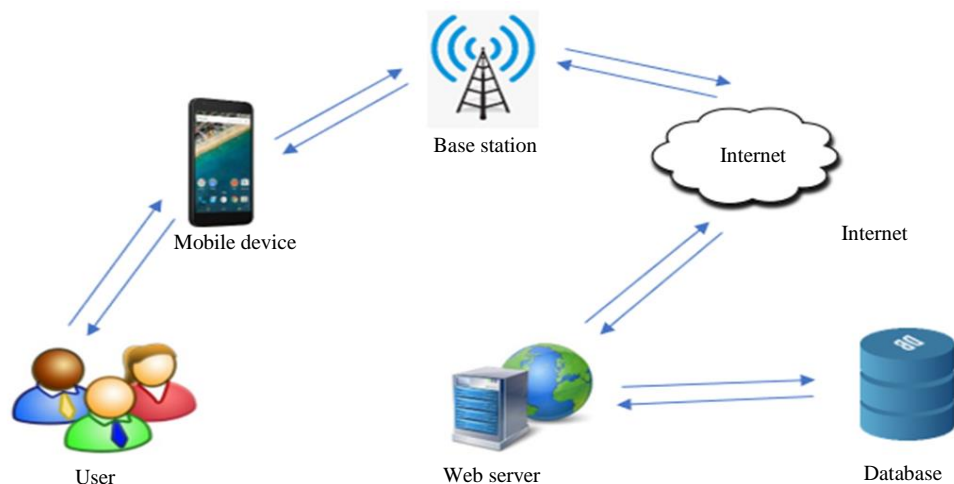 Base station
Internet
Mobile device
Internet
User
Web server
Database